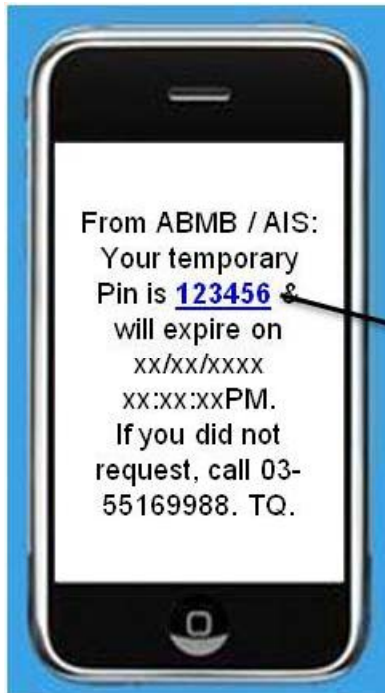 From ABMB / AIS:
Your temporary
Pin is 123456 &
will expire on
xx/xx/xxxx
xx:xx:xxPM.
If you did not
request, call 03-
55169988. TQ.